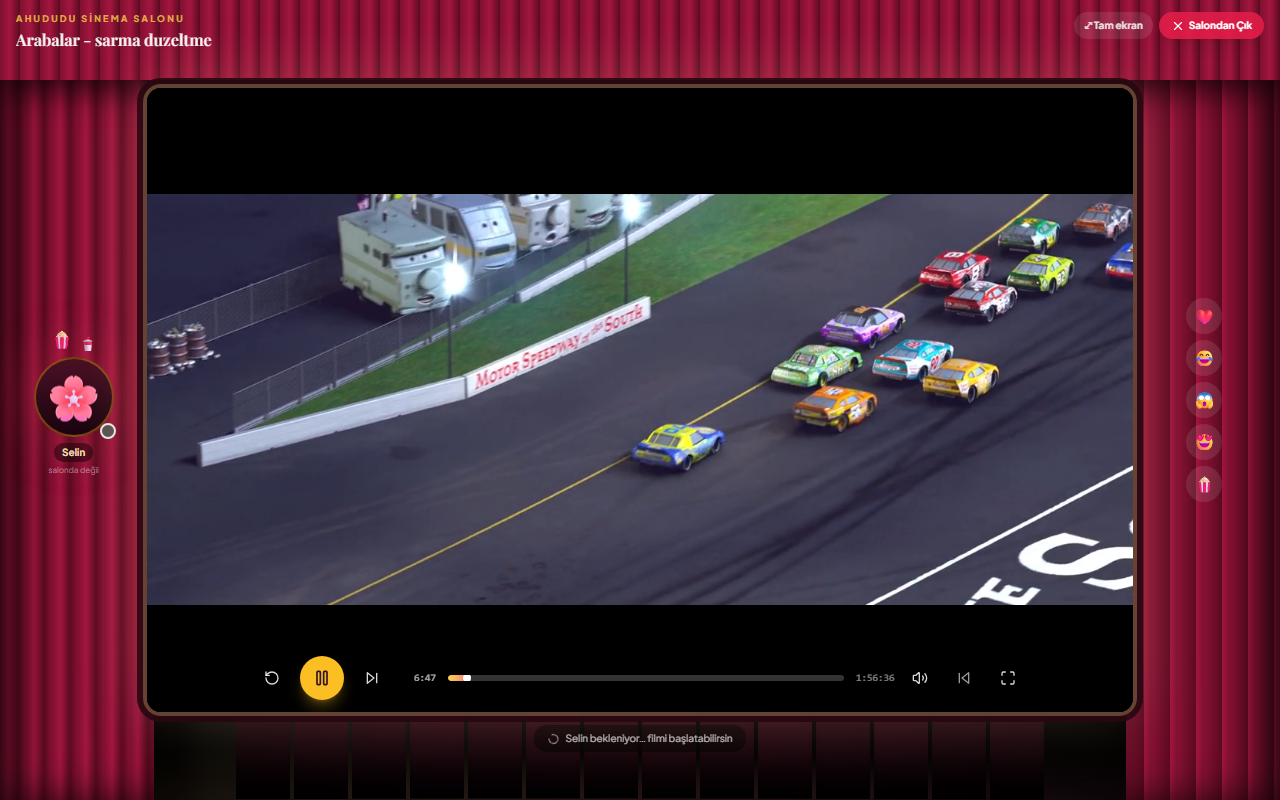 AHUDUDU SİNEMA SALONU
Arabalar - sarma duzeltme
Tam ekran
Salondan Çık
MOTOR SPEEDWAY of the SOUTH
Selin
salonda değil
6:47
1:56:36
Selin bekleniyor... filmi başlatabilirsin